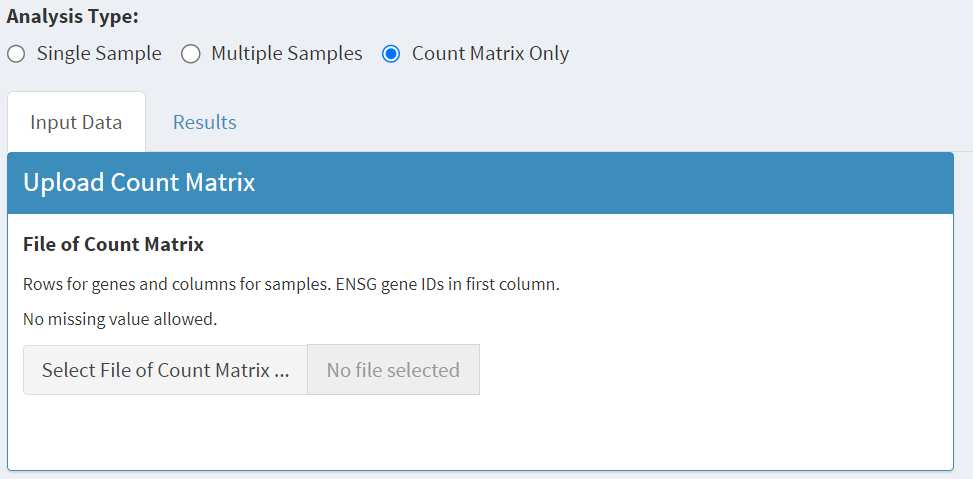 Analysis Type:
Single Sample Multiple Samples Count Matrix Only
Input Data Results
Upload Count Matrix
File of Count Matrix
Rows for genes and columns for samples. ENSG gene IDs in first column.
No missing value allowed.
Select File of Count Matrix ... No file selected